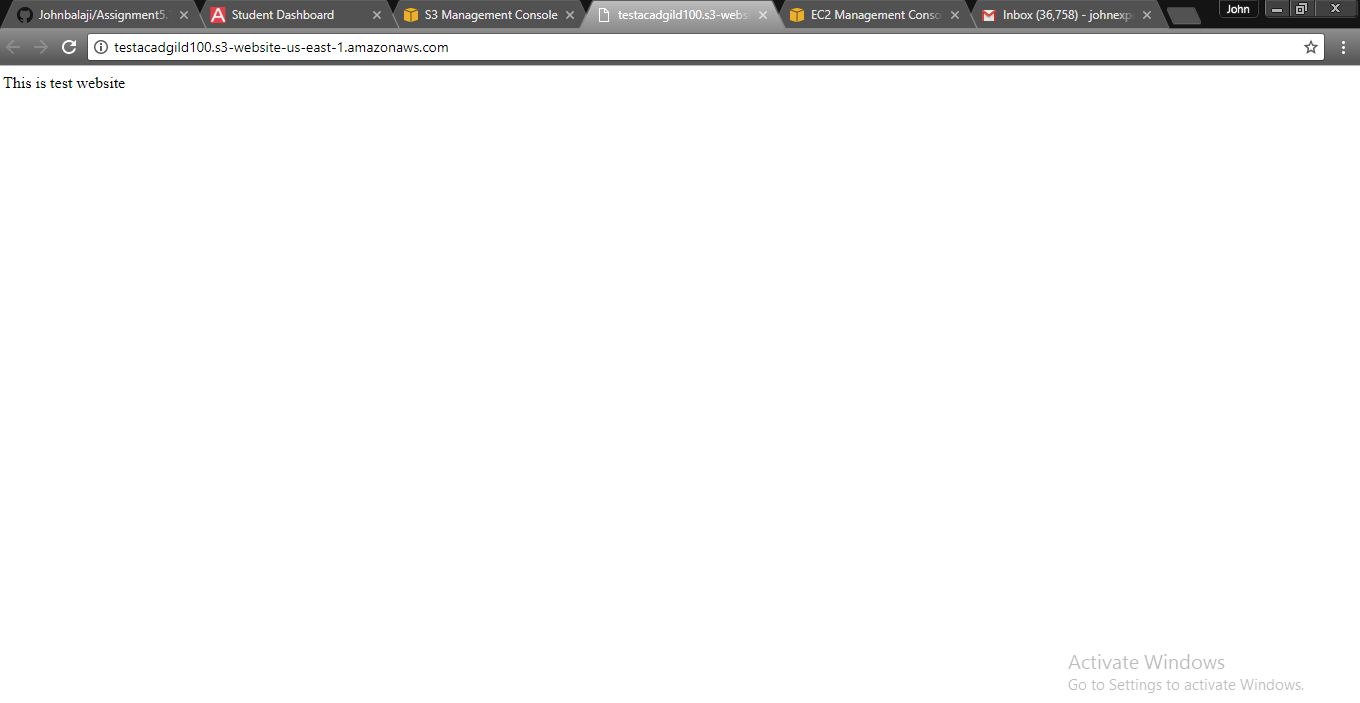 Johnbalaji/Assignment5.
Student Dashboard
S3 Management Console
testacadgild100.s3-webs
EC2 Management Conso
Inbox (36,758) - johnexp
John
testacadgild100.s3-website-us-east-1.amazonaws.com
This is test website
Activate Windows
Go to Settings to activate Windows.